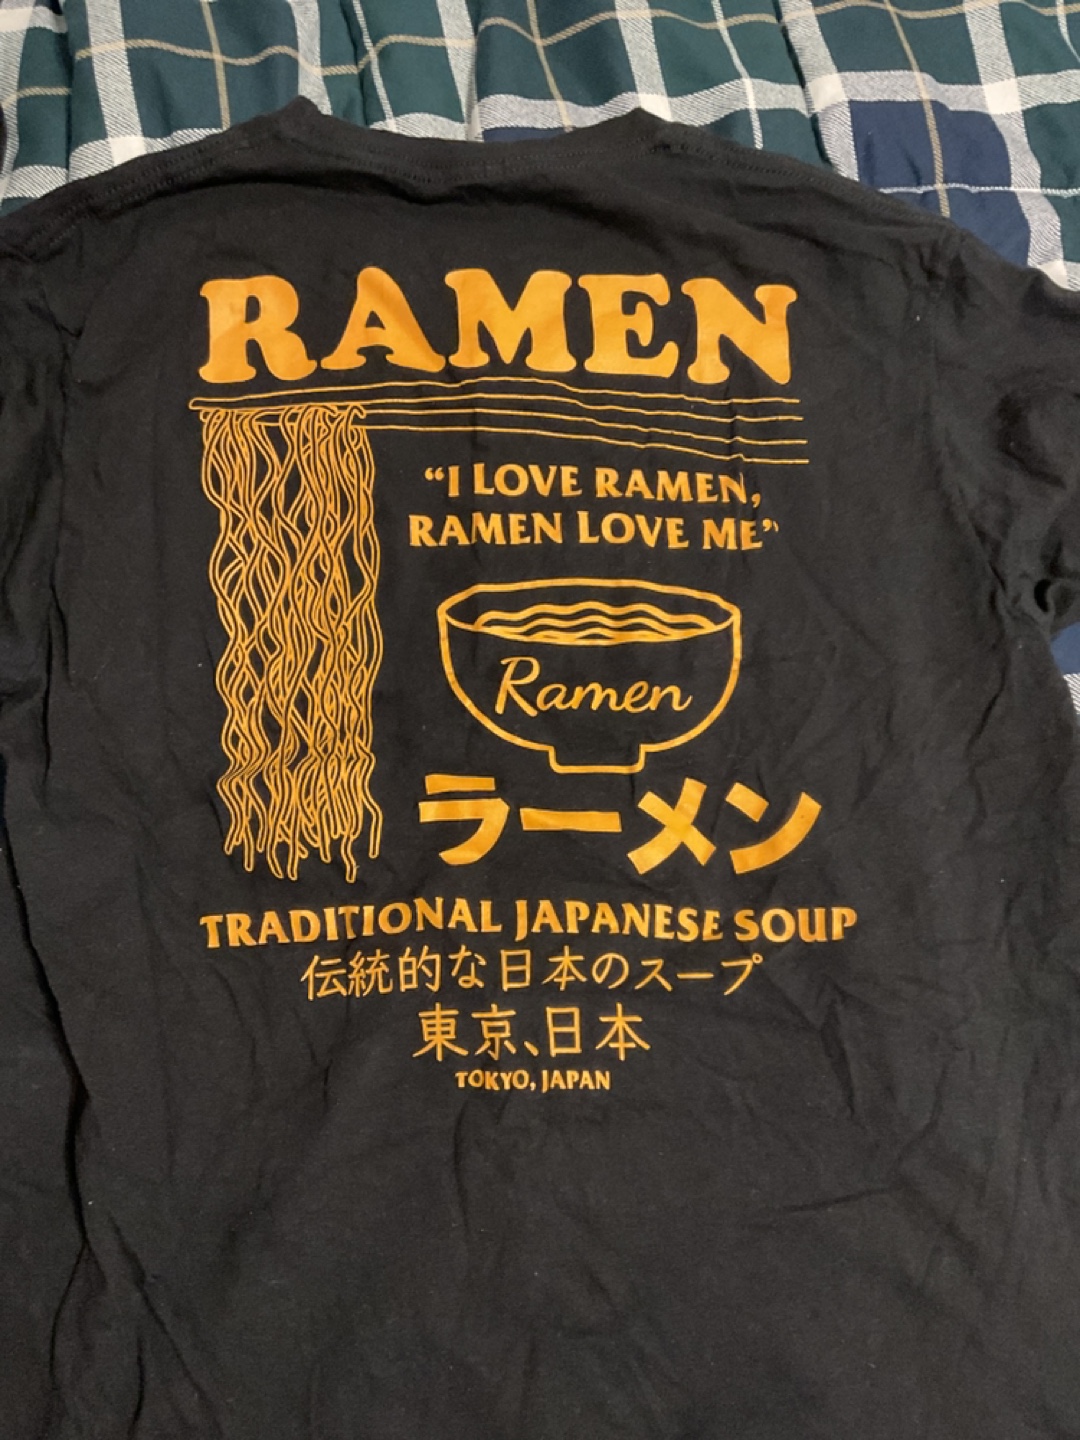 RAMEN
“I LOVE RAMEN,
RAMEN LOVE ME”
Ramen
ラーメン
TRADITIONAL JAPANESE SOUP
伝統的な日本のスープ
東京、日本
TOKYO, JAPAN